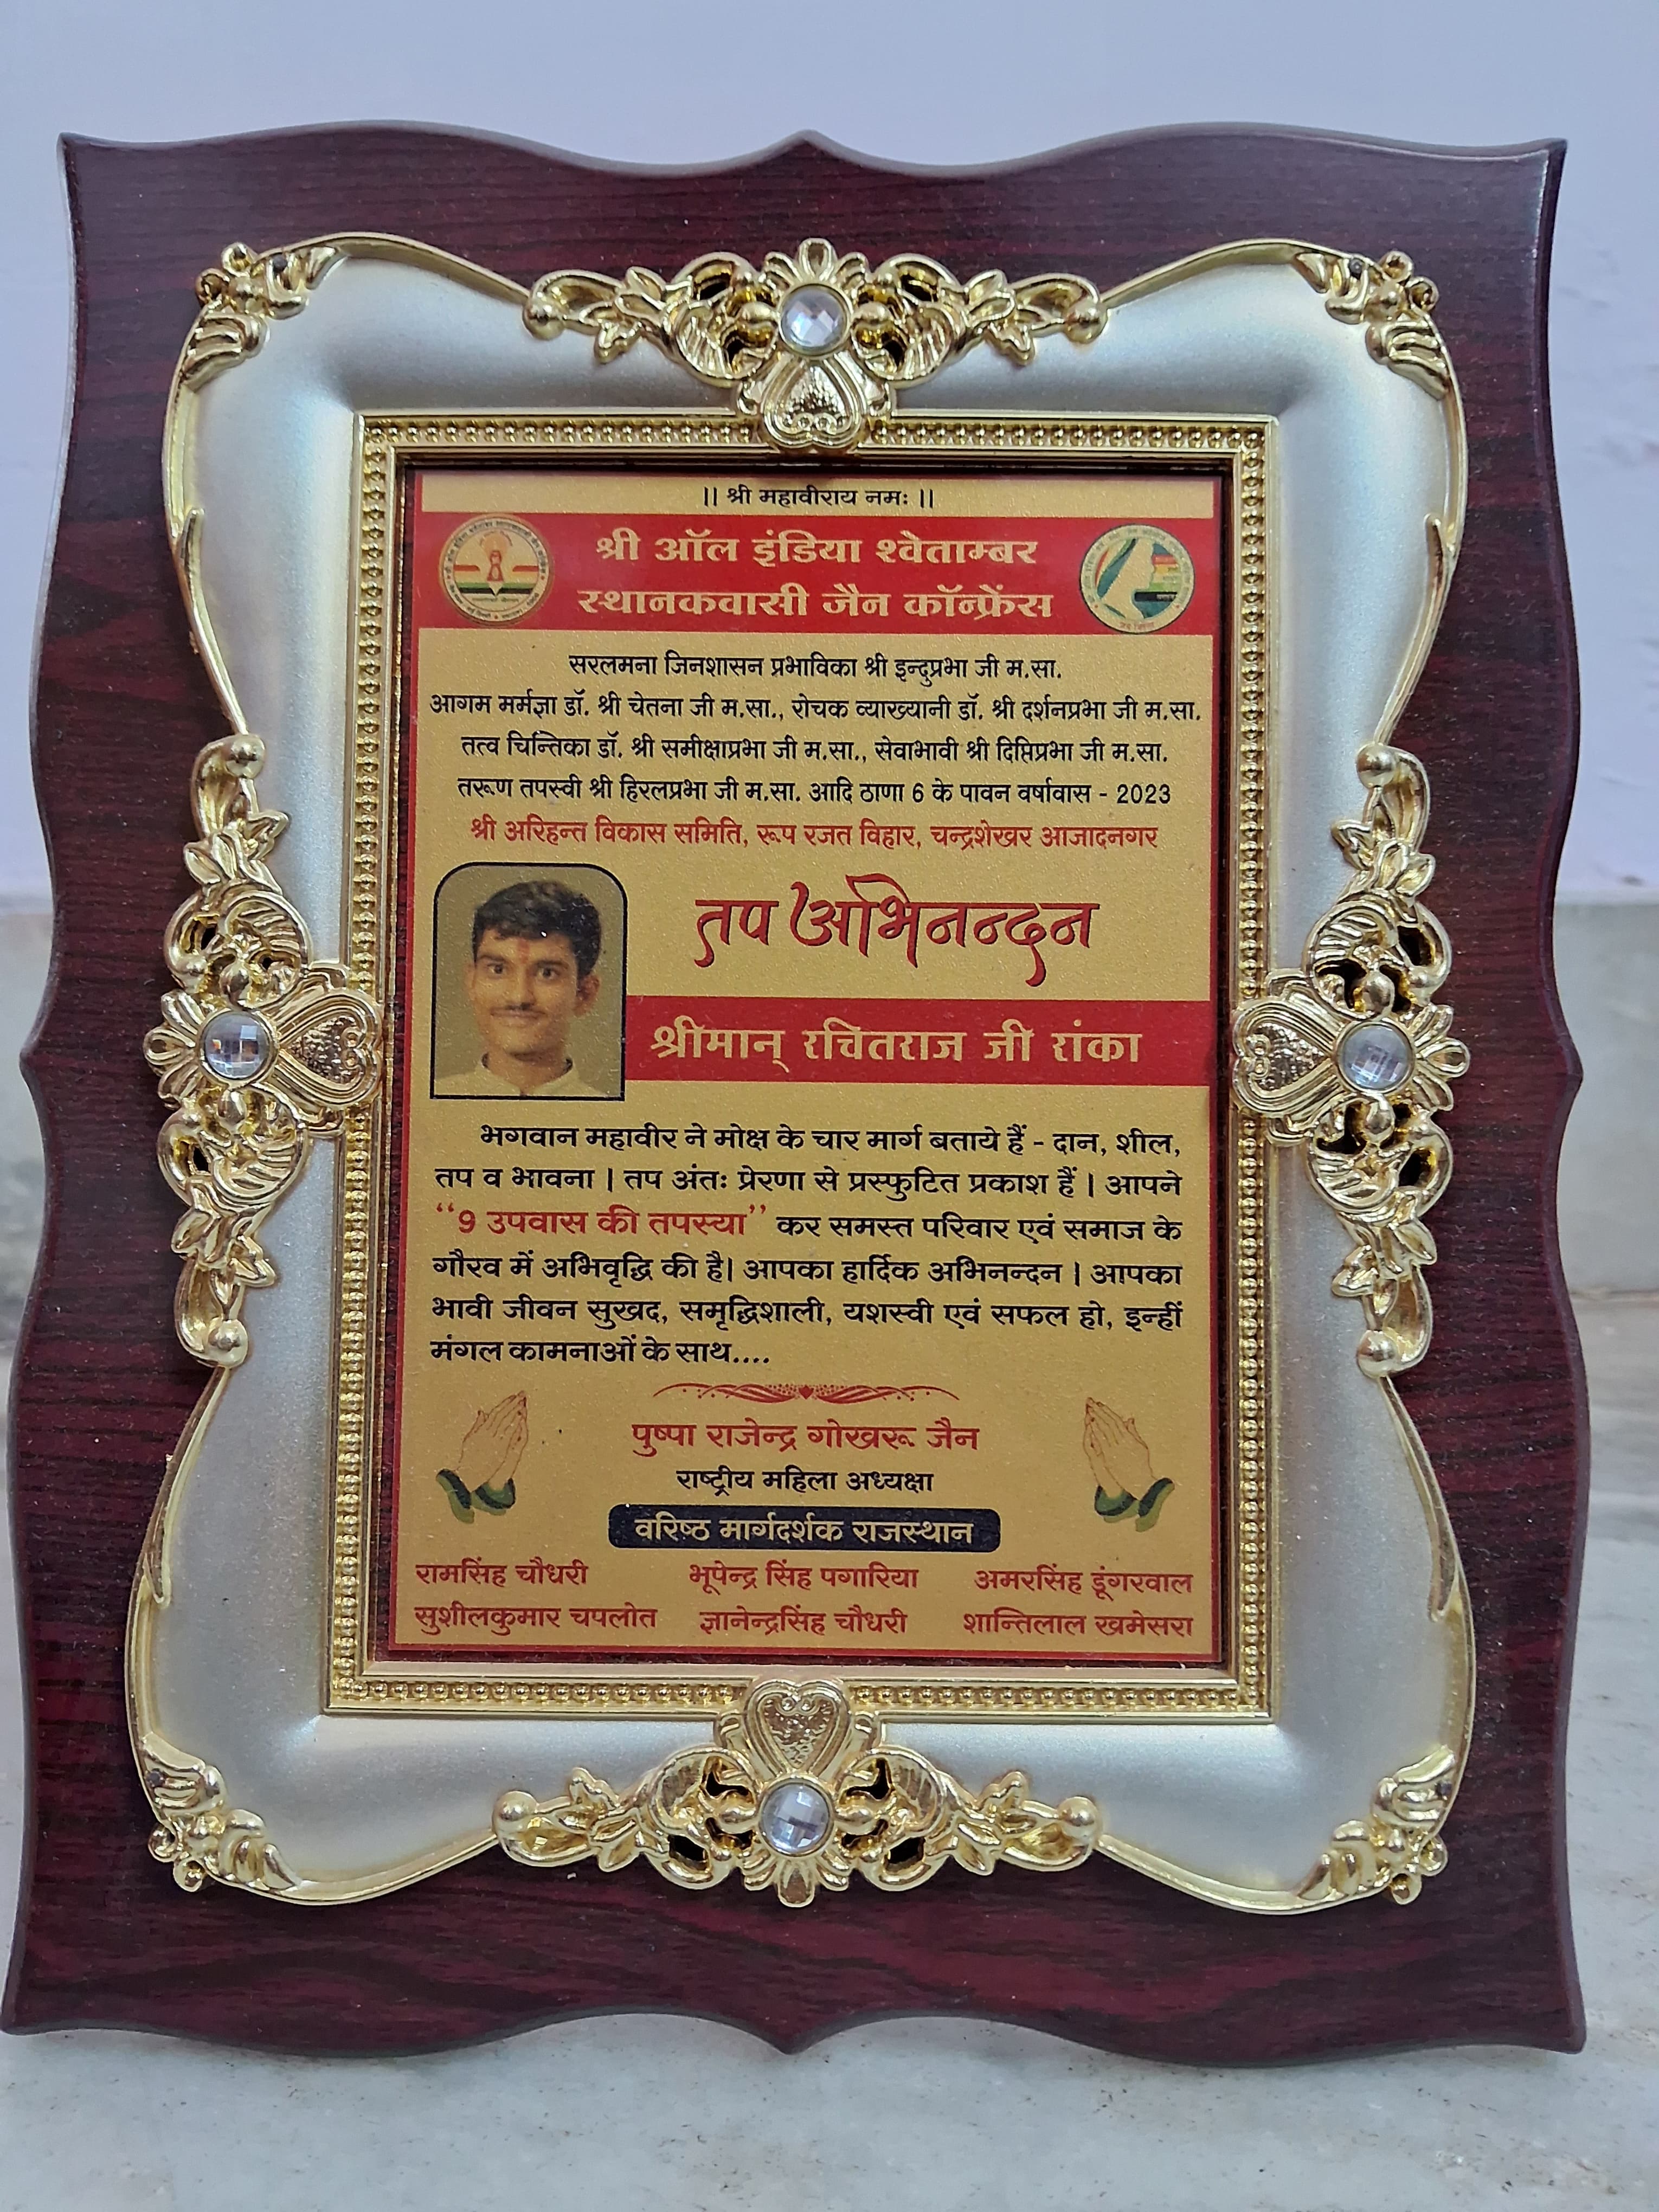 || श्री महावीराय नमः ||
श्री ऑल इंडिया श्वेताम्बर
स्थानकवासी जैन कॉन्फ्रेंस
सरलमना जिनशासन प्रभाविका श्री इन्दुप्रभा जी म.सा.
आगम मर्मज्ञा डॉ. श्री चेतना जी म.सा., रोचक व्याख्यानी डॉ. श्री दर्शनप्रभा जी म.सा.
तत्व चिन्तिका डॉ. श्री समीक्षाप्रभा जी म.सा., सेवाभावी श्री दिप्तिप्रभा जी म.सा.
तरूण तपस्वी श्री हिरलप्रभा जी म.सा. आदि ठाणा 6 के पावन वर्षावास - 2023
श्री अरिहन्त विकास समिति, रूप रजत विहार, चन्द्रशेखर आजादनगर
तप अभिनन्दन
श्रीमान् रचितराज जी रांका
भगवान महावीर ने मोक्ष के चार मार्ग बताये हैं - दान, शील,
तप व भावना | तप अंतः प्रेरणा से प्रस्फुटित प्रकाश हैं | आपने
“9 उपवास की तपस्या” कर समस्त परिवार एवं समाज के
गौरव में अभिवृद्धि की है| आपका हार्दिक अभिनन्दन | आपका
भावी जीवन सुखद, समृद्धिशाली, यशस्वी एवं सफल हो, इन्हीं
मंगल कामनाओं के साथ....
पुष्पा राजेन्द्र गोखरू जैन
राष्ट्रीय महिला अध्यक्षा
वरिष्ठ मार्गदर्शक राजस्थान
रामसिंह चौधरी भूपेन्द्र सिंह पगारिया अमरसिंह डूंगरवाल
सुशीलकुमार चपलोत ज्ञानेन्द्रसिंह चौधरी शान्तिलाल खमेसरा